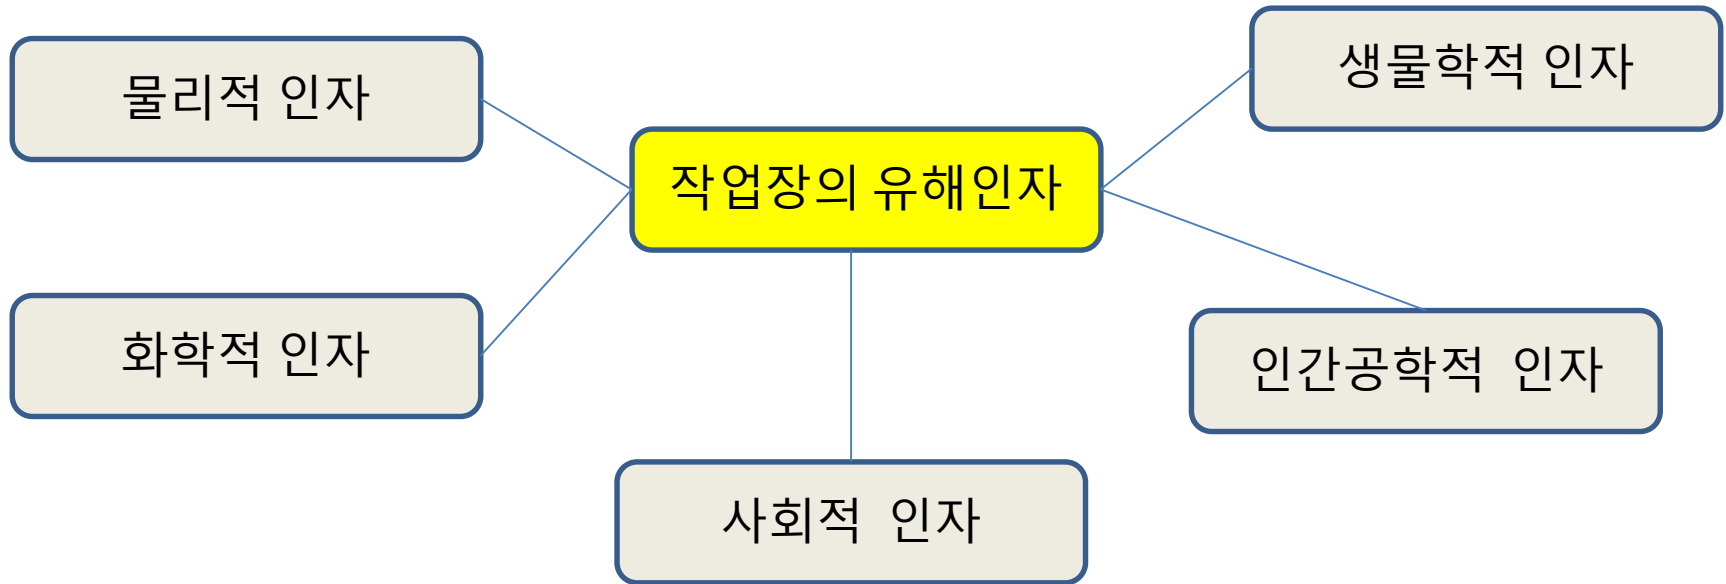 물리적 인자
생물학적 인자
작업장의 유해인자
화학적 인자
인간공학적 인자
사회적 인자